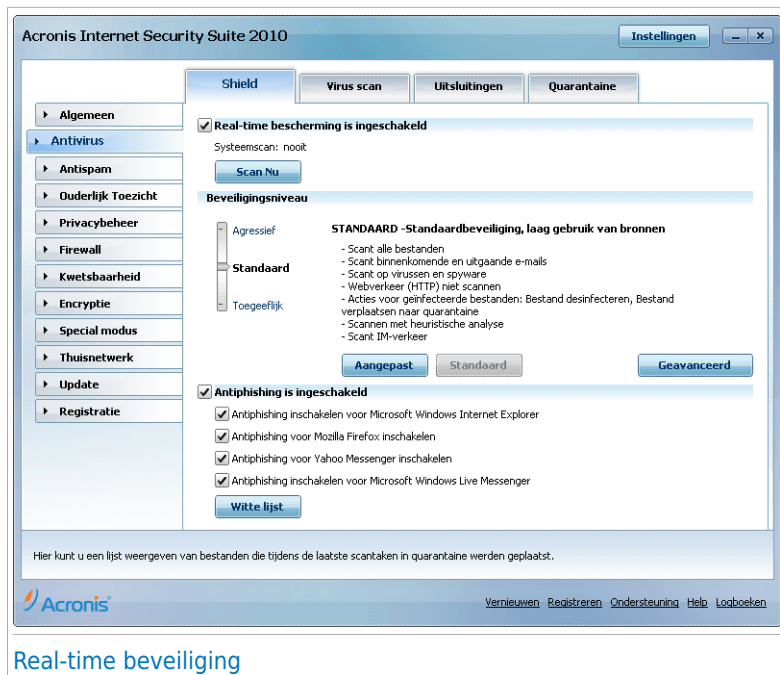 Acronis Internet Security Suite 2010
Instellingen
Shield
Virus scan
Uitsluitingen
Quarantaine
Algemeen
Antivirus
Antispam
Ouderlijk Toezicht
Privacybeheer
Firewall
Kwetsbaarheid
Encryptie
Special modus
Thuisnetwerk
Update
Registratie
Real-time bescherming is ingeschakeld
Systeemscan: nooit
Scan Nu
Beveiligingsniveau
Agressief
Standaard
Toegeeflijk
STANDAARD -Standaardbeveiliging, laag gebruik van bronnen
- Scant alle bestanden
- Scant binnenkomende en uitgaande e-mails
- Scant op virussen en spyware
- Webverkeer (HTTP) niet scannen
- Acties voor geïnfecteerde bestanden: Bestand desinfecteren, Bestand
verplaatsen naar quarantaine
- Scannen met heuristische analyse
- Scant IM-verkeer
Aangepast
Standaard
Geavanceerd
Antiphishing is ingeschakeld
Antiphishing inschakelen voor Microsoft Windows Internet Explorer
Antiphishing voor Mozilla Firefox inschakelen
Antiphishing voor Yahoo Messenger inschakelen
Antiphishing inschakelen voor Microsoft Windows Live Messenger
Witte lijst
Hier kunt u een lijst weergeven van bestanden die tijdens de laatste scantaken in quarantaine werden geplaatst.
Acronis
Vernieuwen Registreren Ondersteuning Help Logboeken
Real-time beveiliging